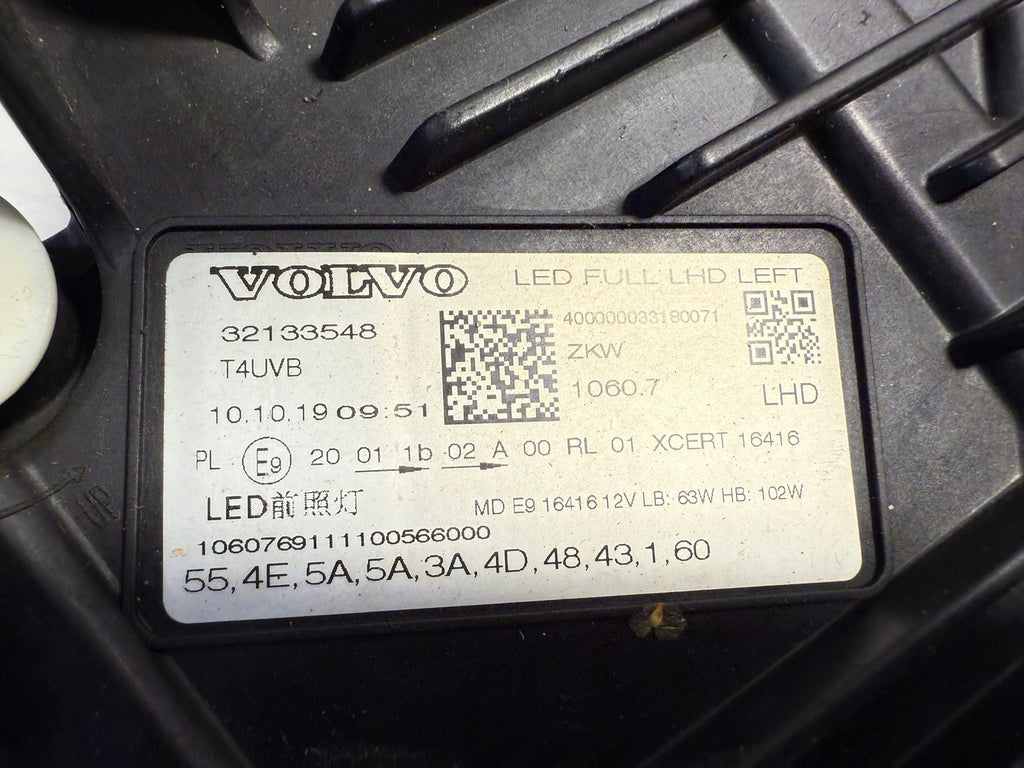 VOLVO LED FULL LHD LEFT
32133548 400000033180071
T4UVB ZKW
10.10.19 09:51 1060.7 LHD
PL E9 20 01 1b 02 A 00 RL 01 XCERT 16416
LED前照灯 MD E9 16416 12V LB: 63W HB: 102W
1060769111100566000
55,4E,5A,5A,3A,4D,48,43,1,60
UP